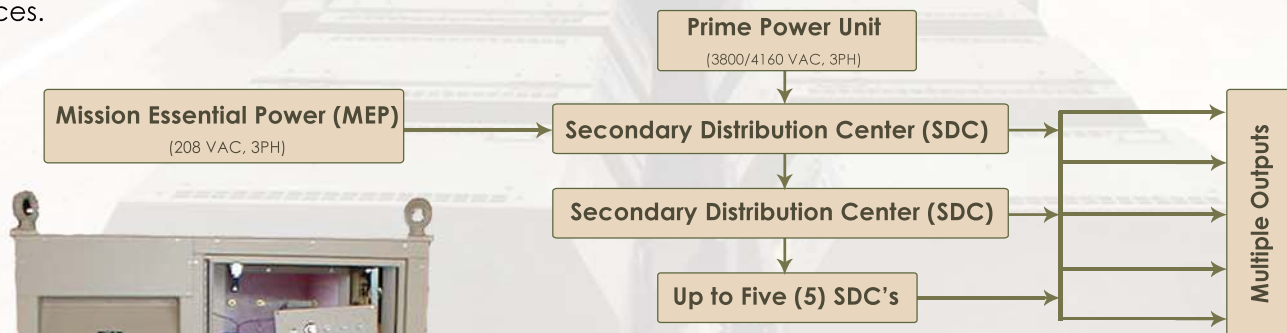 ces.
Prime Power Unit
(3800/4160 VAC, 3PH)
Mission Essential Power (MEP)
(208 VAC, 3PH)
Secondary Distribution Center (SDC)
Secondary Distribution Center (SDC)
Up to Five (5) SDC's
Multiple Outputs